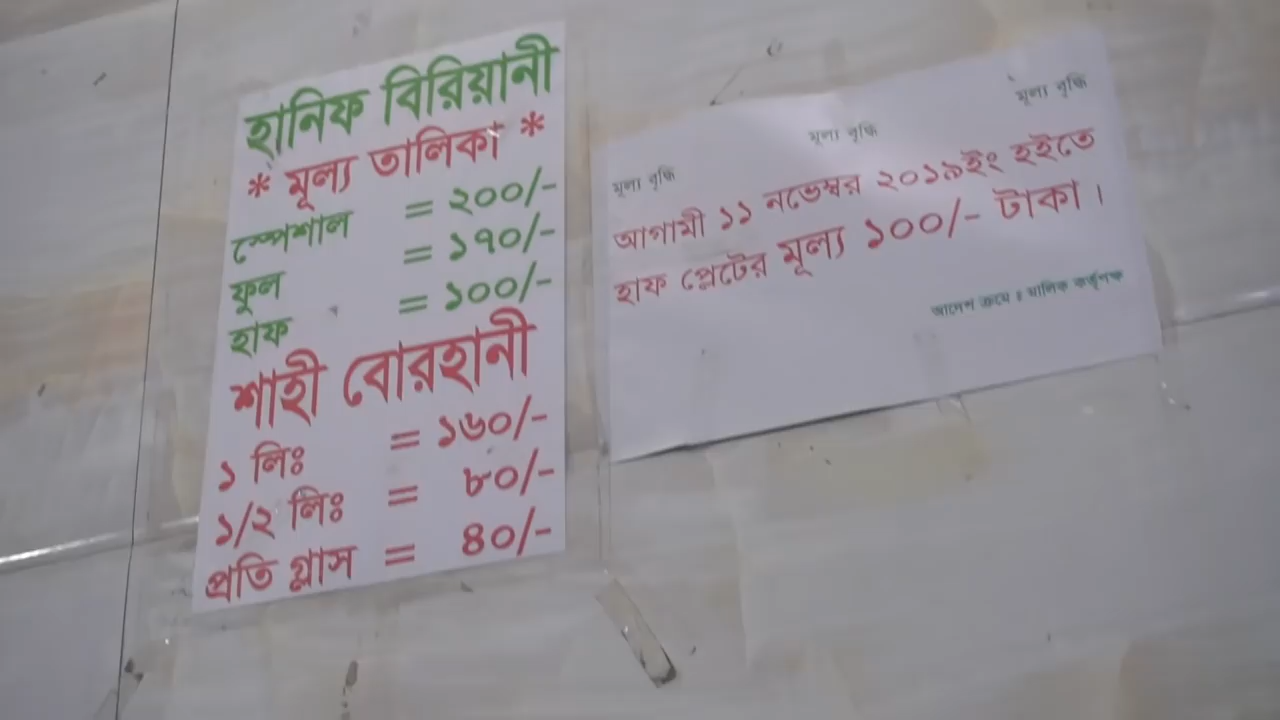 হানিফ বিরিয়ানী
* মূল্য তালিকা *
স্পেশাল = ২০০/-
ফুল = ১৭০/-
হাফ = ১০০/-
শাহী বোরহানী
১ লিঃ = ১৬০/-
১/২ লিঃ = ৮০/-
প্রতি গ্লাস = ৪০/-
মূল্য বৃদ্ধি মূল্য বৃদ্ধি মূল্য বৃদ্ধি
আগামী ১১ নভেম্বর ২০১৯ইং হইতে
হাফ প্লেটের মূল্য ১০০/- টাকা।
আদেশ ক্রমে ঃ মালিক কর্তৃপক্ষ